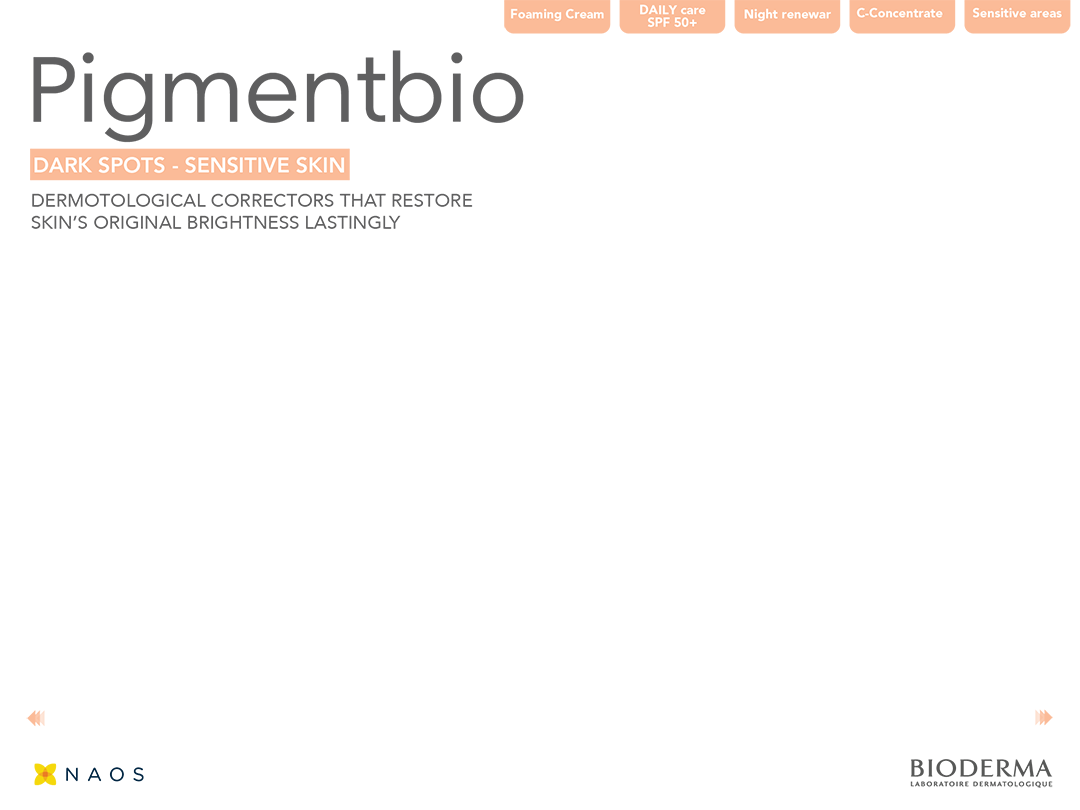 Foaming Cream
DAILY care
SPF 50+
Night renewar
C-Concentrate
Sensitive areas
Pigmentbio
DARK SPOTS - SENSITIVE SKIN
DERMOTOLOGICAL CORRECTORS THAT RESTORE
SKIN'S ORIGINAL BRIGHTNESS LASTINGLY
NAOS
BIODERMA
LABORATOIRE DERMATOLOGIQUE